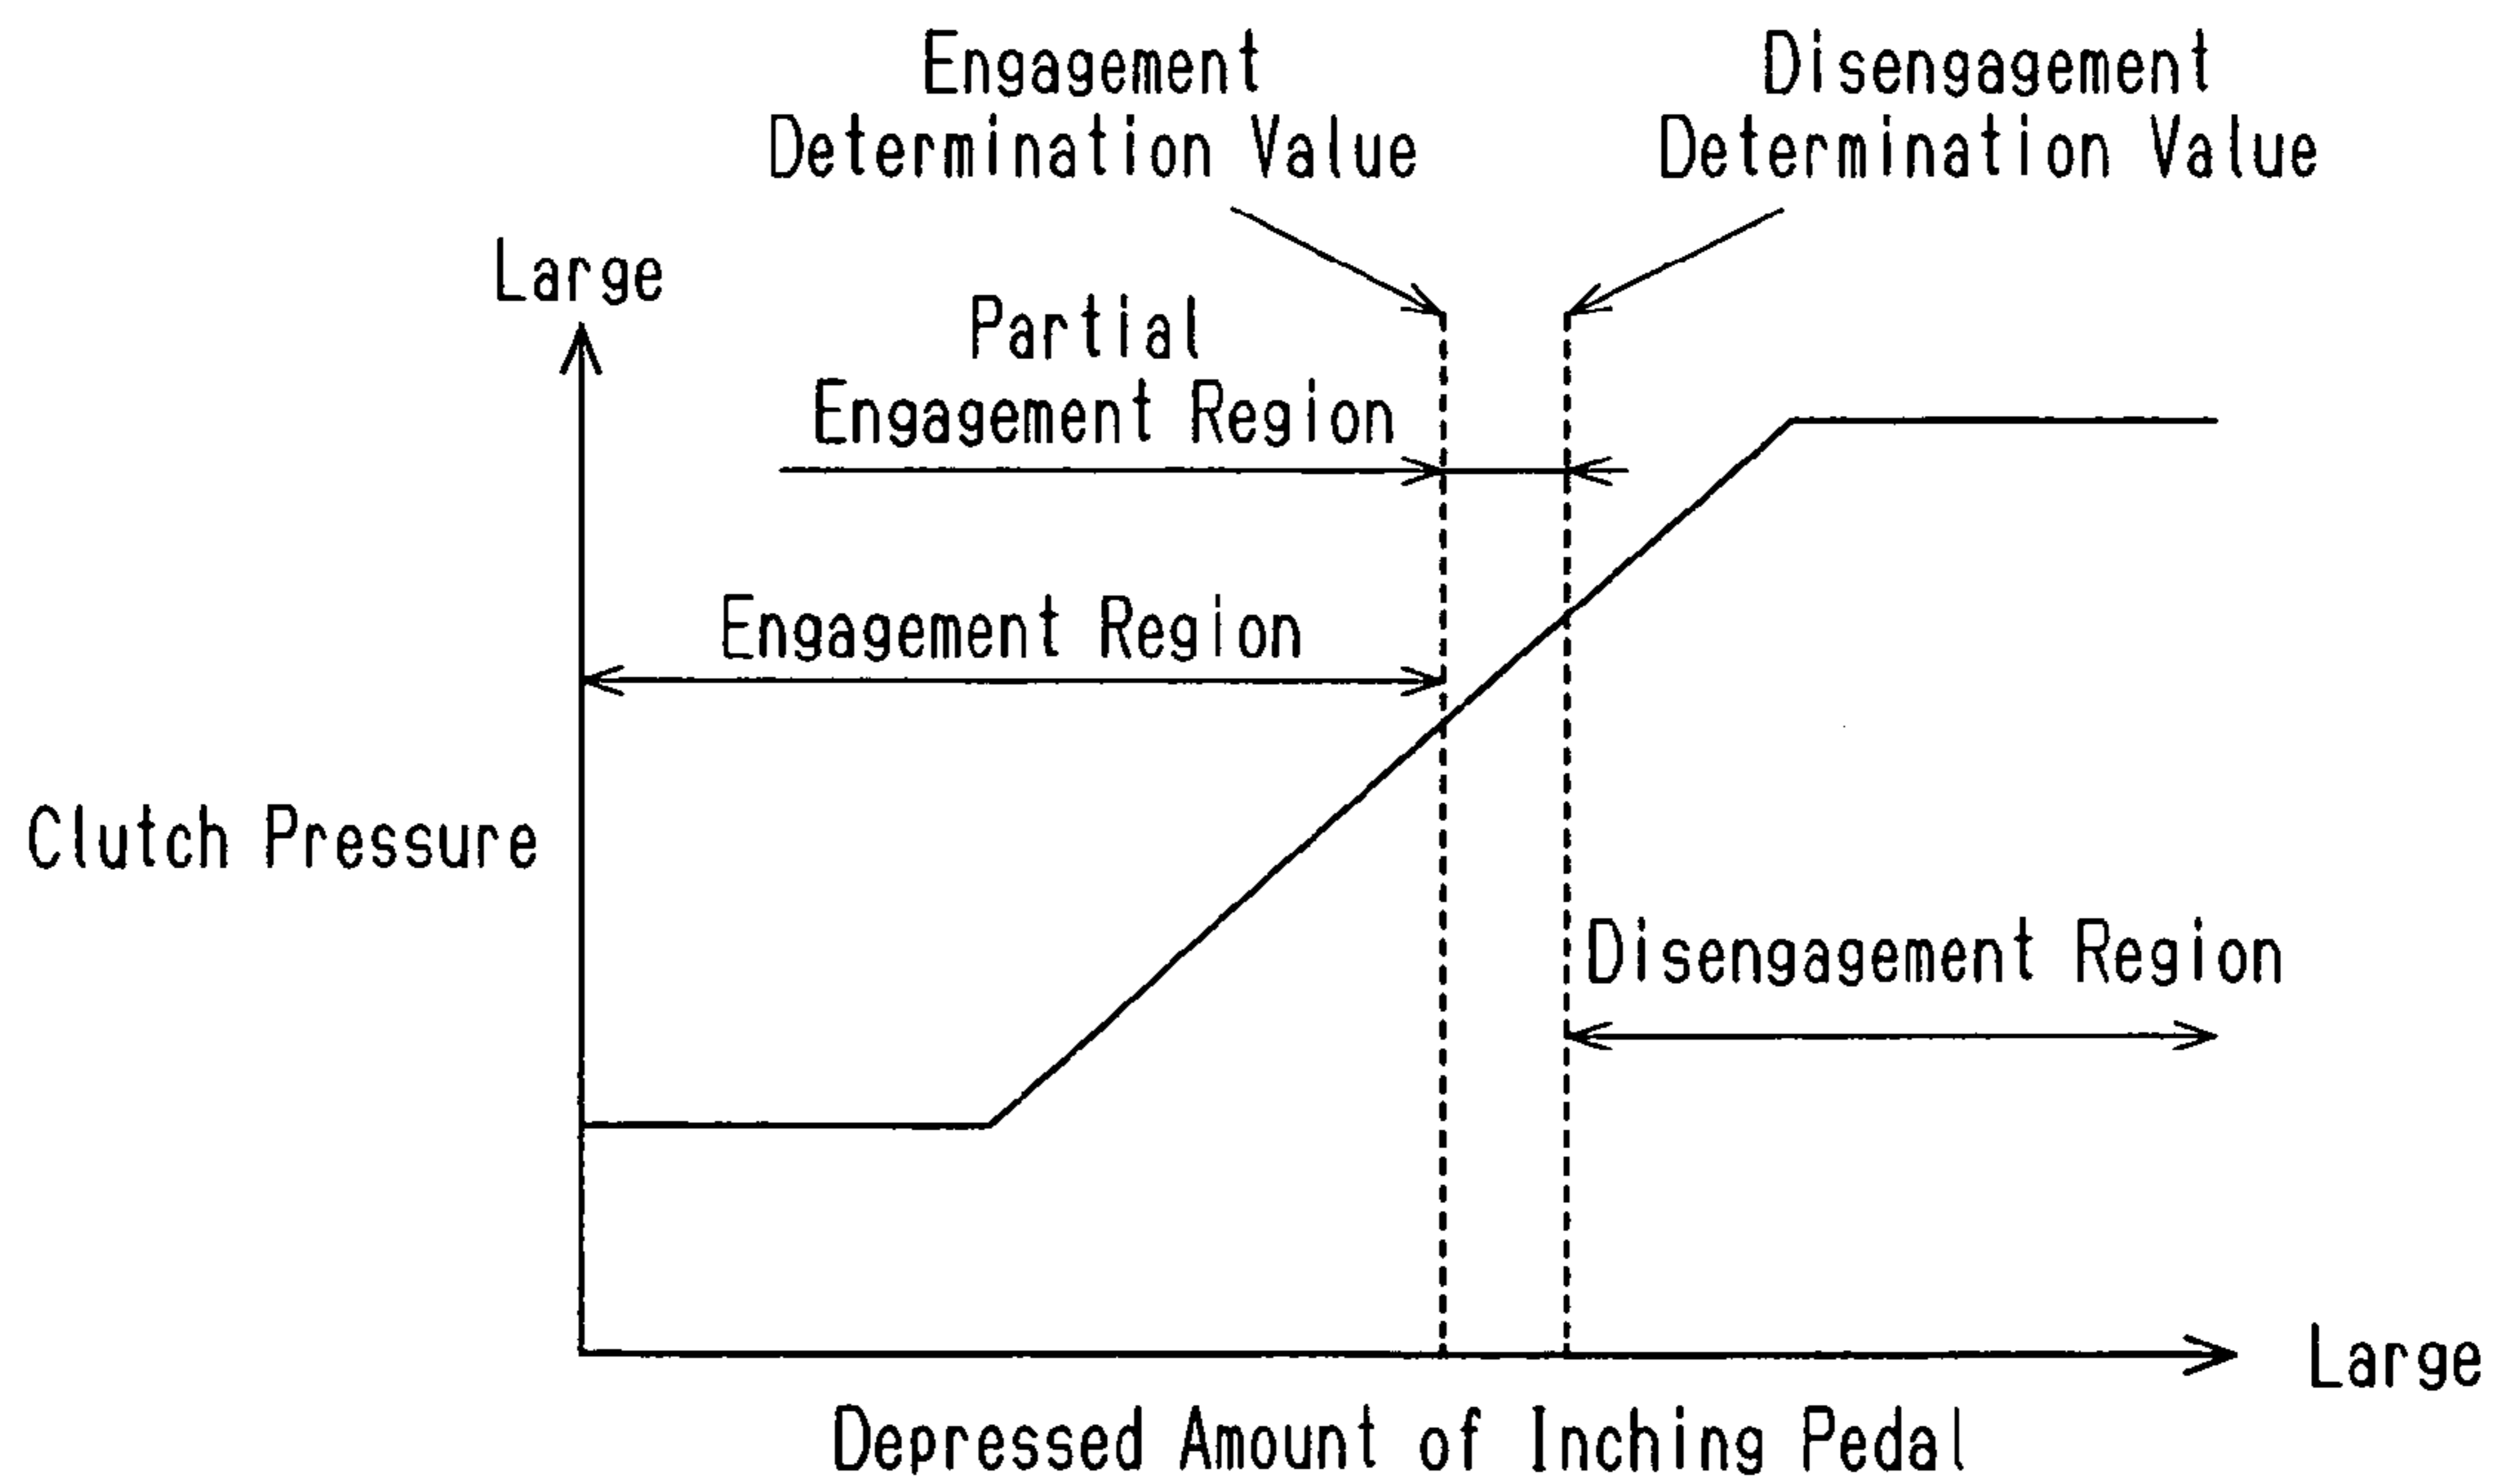 Engagement
Determination Value
Disengagement
Determination Value
Large
Partial
Engagement Region
Engagement Region
Clutch Pressure
Disengagement Region
Large
Depressed Amount of Inching Pedal